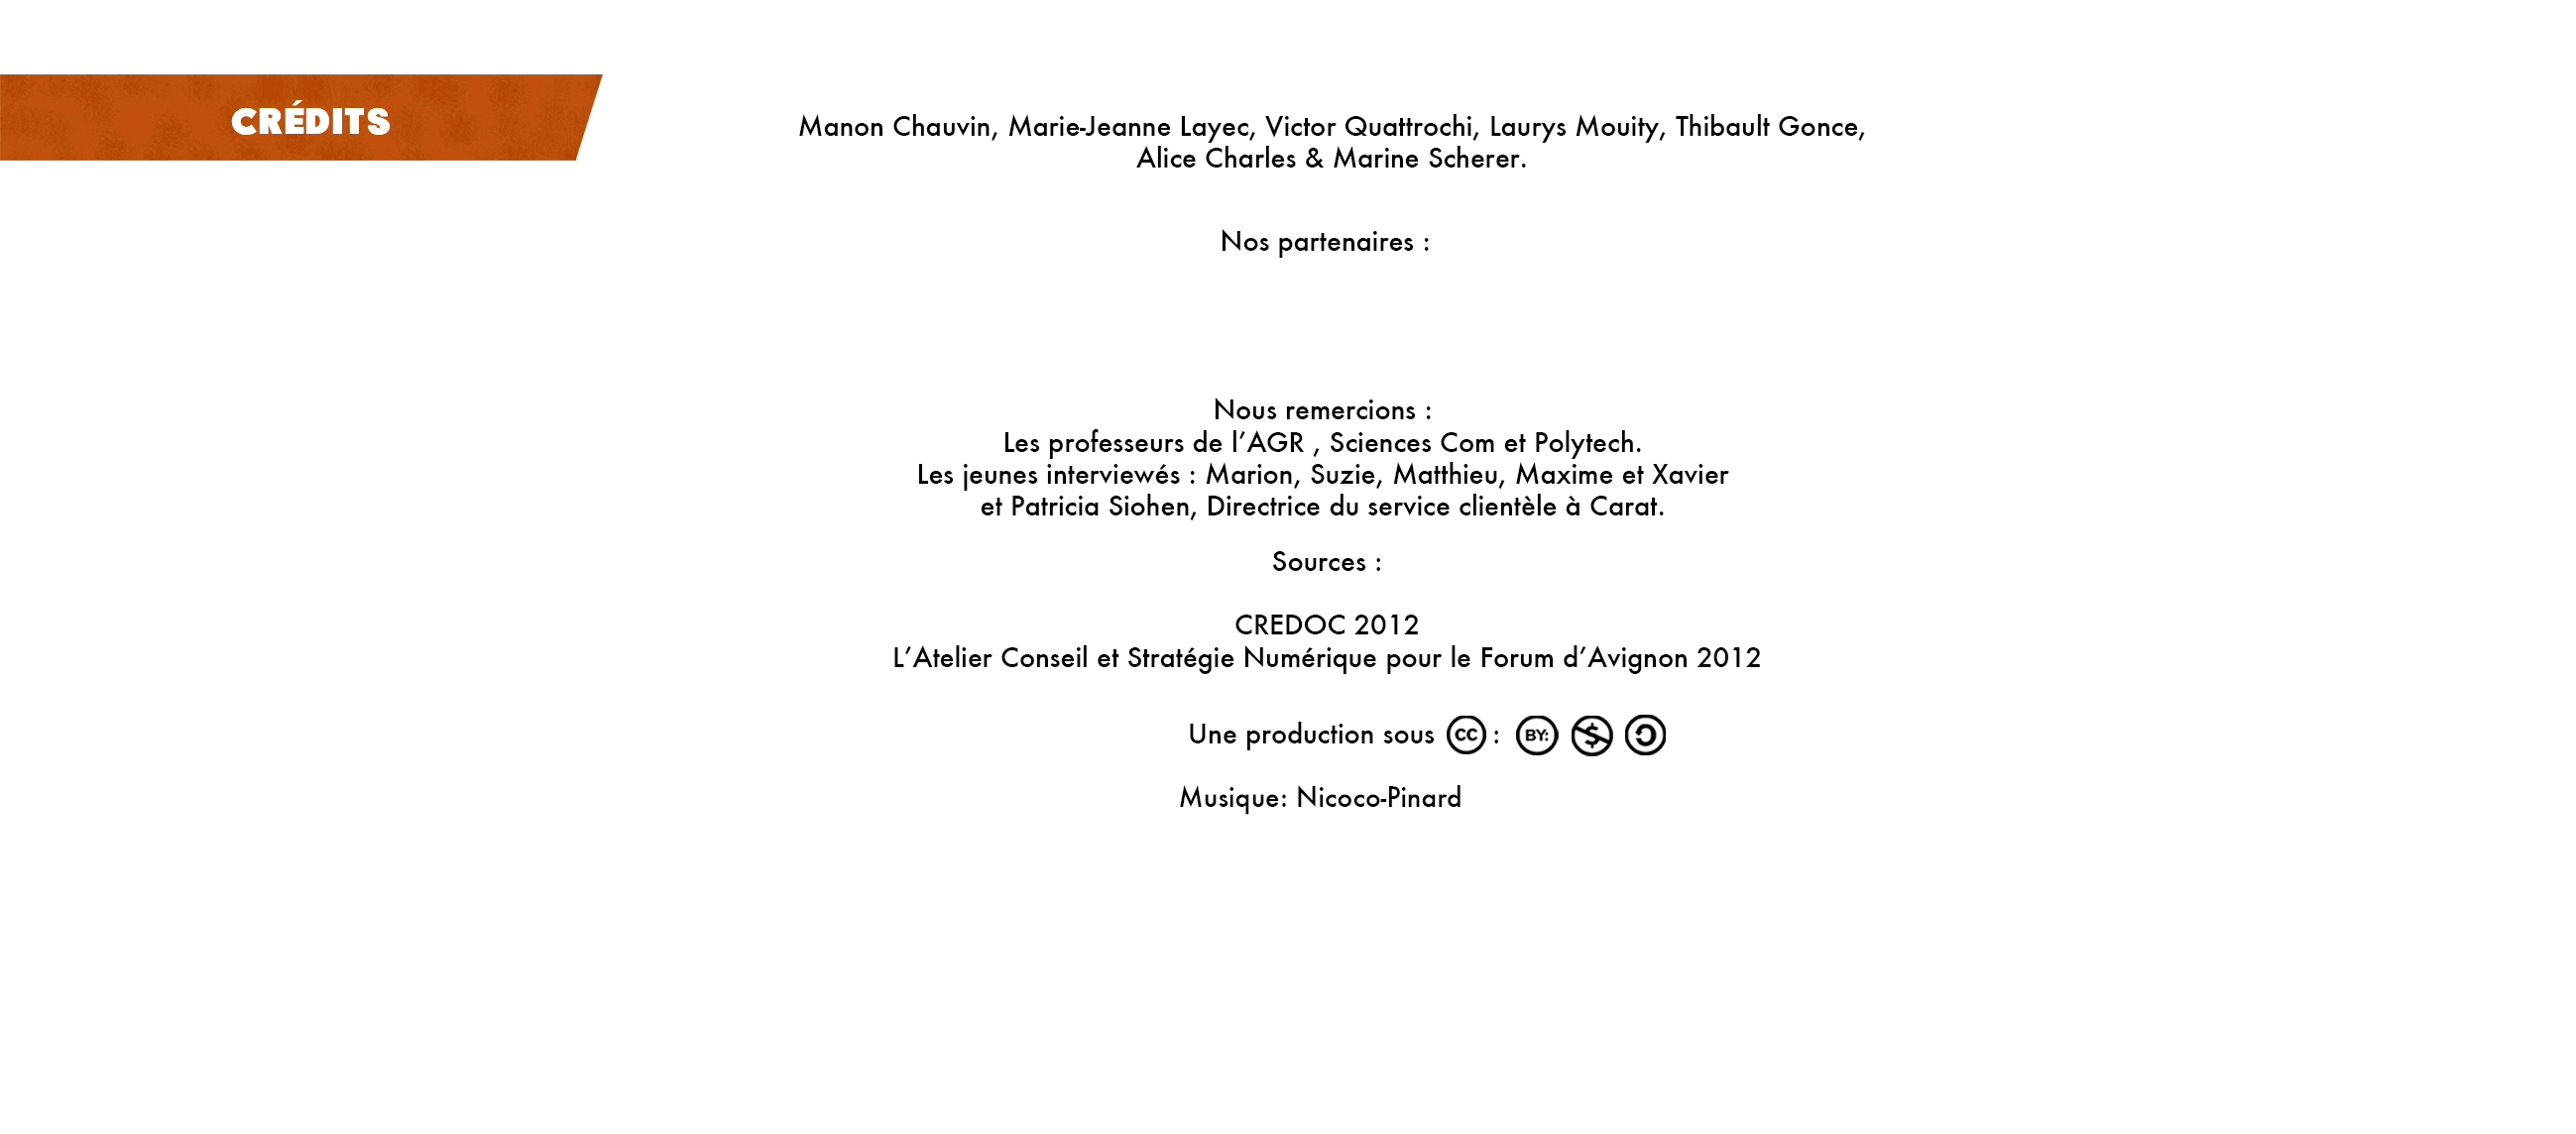 CRÉDITS
Manon Chauvin, Marie-Jeanne Layec, Victor Quattrochi, Laurys Mouity, Thibault Gonce,
Alice Charles & Marine Scherer.
Nos partenaires :
Nous remercions :
Les professeurs de l’AGR , Sciences Com et Polytech.
Les jeunes interviewés : Marion, Suzie, Matthieu, Maxime et Xavier
et Patricia Siohen, Directrice du service clientèle à Carat.
Sources :
CREDOC 2012
L’Atelier Conseil et Stratégie Numérique pour le Forum d’Avignon 2012
Une production sous CC : BY: $
Musique: Nicoco-Pinard